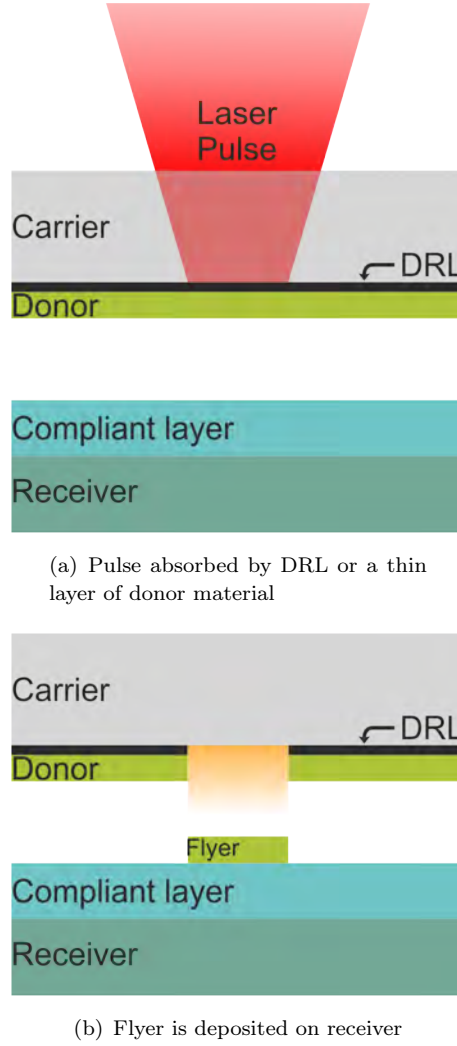 Laser
Pulse
Carrier
DRL
Donor
Compliant layer
Receiver
(a) Pulse absorbed by DRL or a thin
layer of donor material
Carrier
DRL
Donor
Flyer
Compliant layer
Receiver
(b) Flyer is deposited on receiver